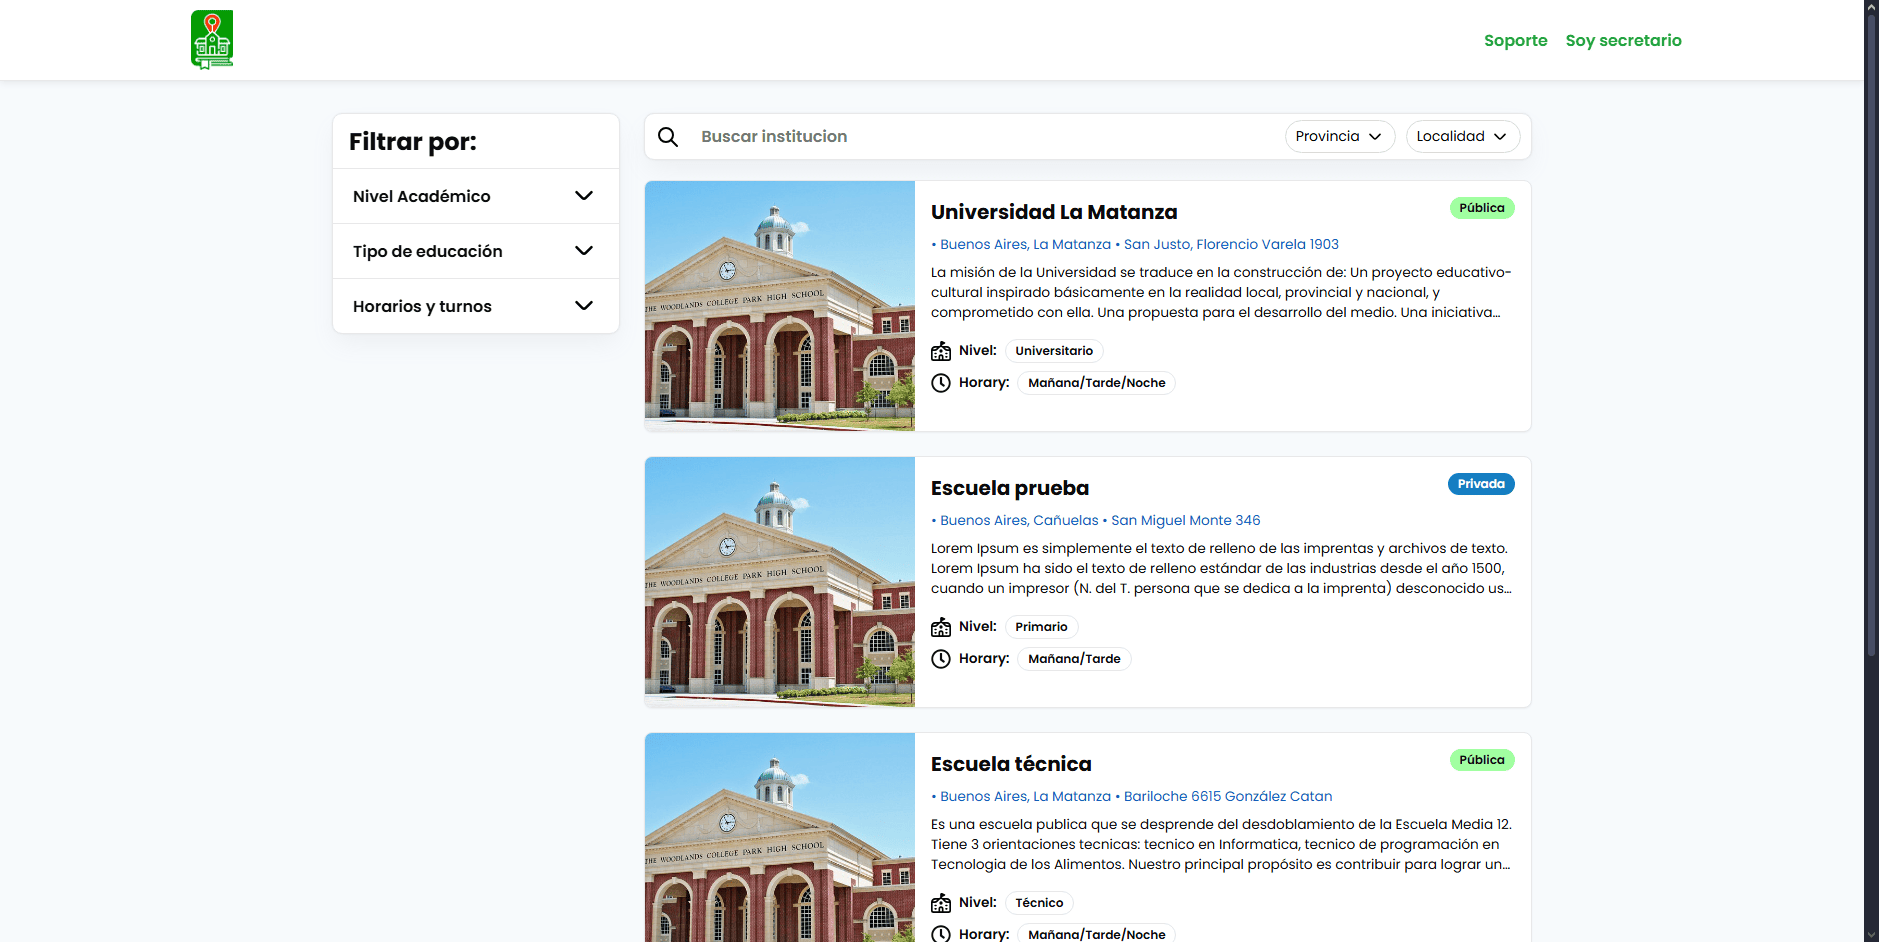 Soporte Soy secretario
Filtrar por:
Nivel Académico
Tipo de educación
Horarios y turnos
Buscar institucion Provincia Localidad
THE WOODLANDS COLLEGE PARK HIGH SCHOOL
Universidad La Matanza Pública
• Buenos Aires, La Matanza • San Justo, Florencio Varela 1903
La misión de la Universidad se traduce en la construcción de: Un proyecto educativo-
cultural inspirado básicamente en la realidad local, provincial y nacional, y
comprometido con ella. Una propuesta para el desarrollo del medio. Una iniciativa...
Nivel: Universitario
Horary: Mañana/Tarde/Noche
THE WOODLANDS COLLEGE PARK HIGH SCHOOL
Escuela prueba Privada
• Buenos Aires, Cañuelas • San Miguel Monte 346
Lorem Ipsum es simplemente el texto de relleno de las imprentas y archivos de texto.
Lorem Ipsum ha sido el texto de relleno estándar de las industrias desde el año 1500,
cuando un impresor (N. del T. persona que se dedica a la imprenta) desconocido us...
Nivel: Primario
Horary: Mañana/Tarde
THE WOODLANDS COLLEGE PARK HIGH SCHOOL
Escuela técnica Pública
• Buenos Aires, La Matanza • Bariloche 6615 González Catan
Es una escuela publica que se desprende del desdoblamiento de la Escuela Media 12.
Tiene 3 orientaciones tecnicas: tecnico en Informatica, tecnico de programación en
Tecnologia de los Alimentos. Nuestro principal propósito es contribuir para lograr un...
Nivel: Técnico
Horary: Mañana/Tarde/Noche